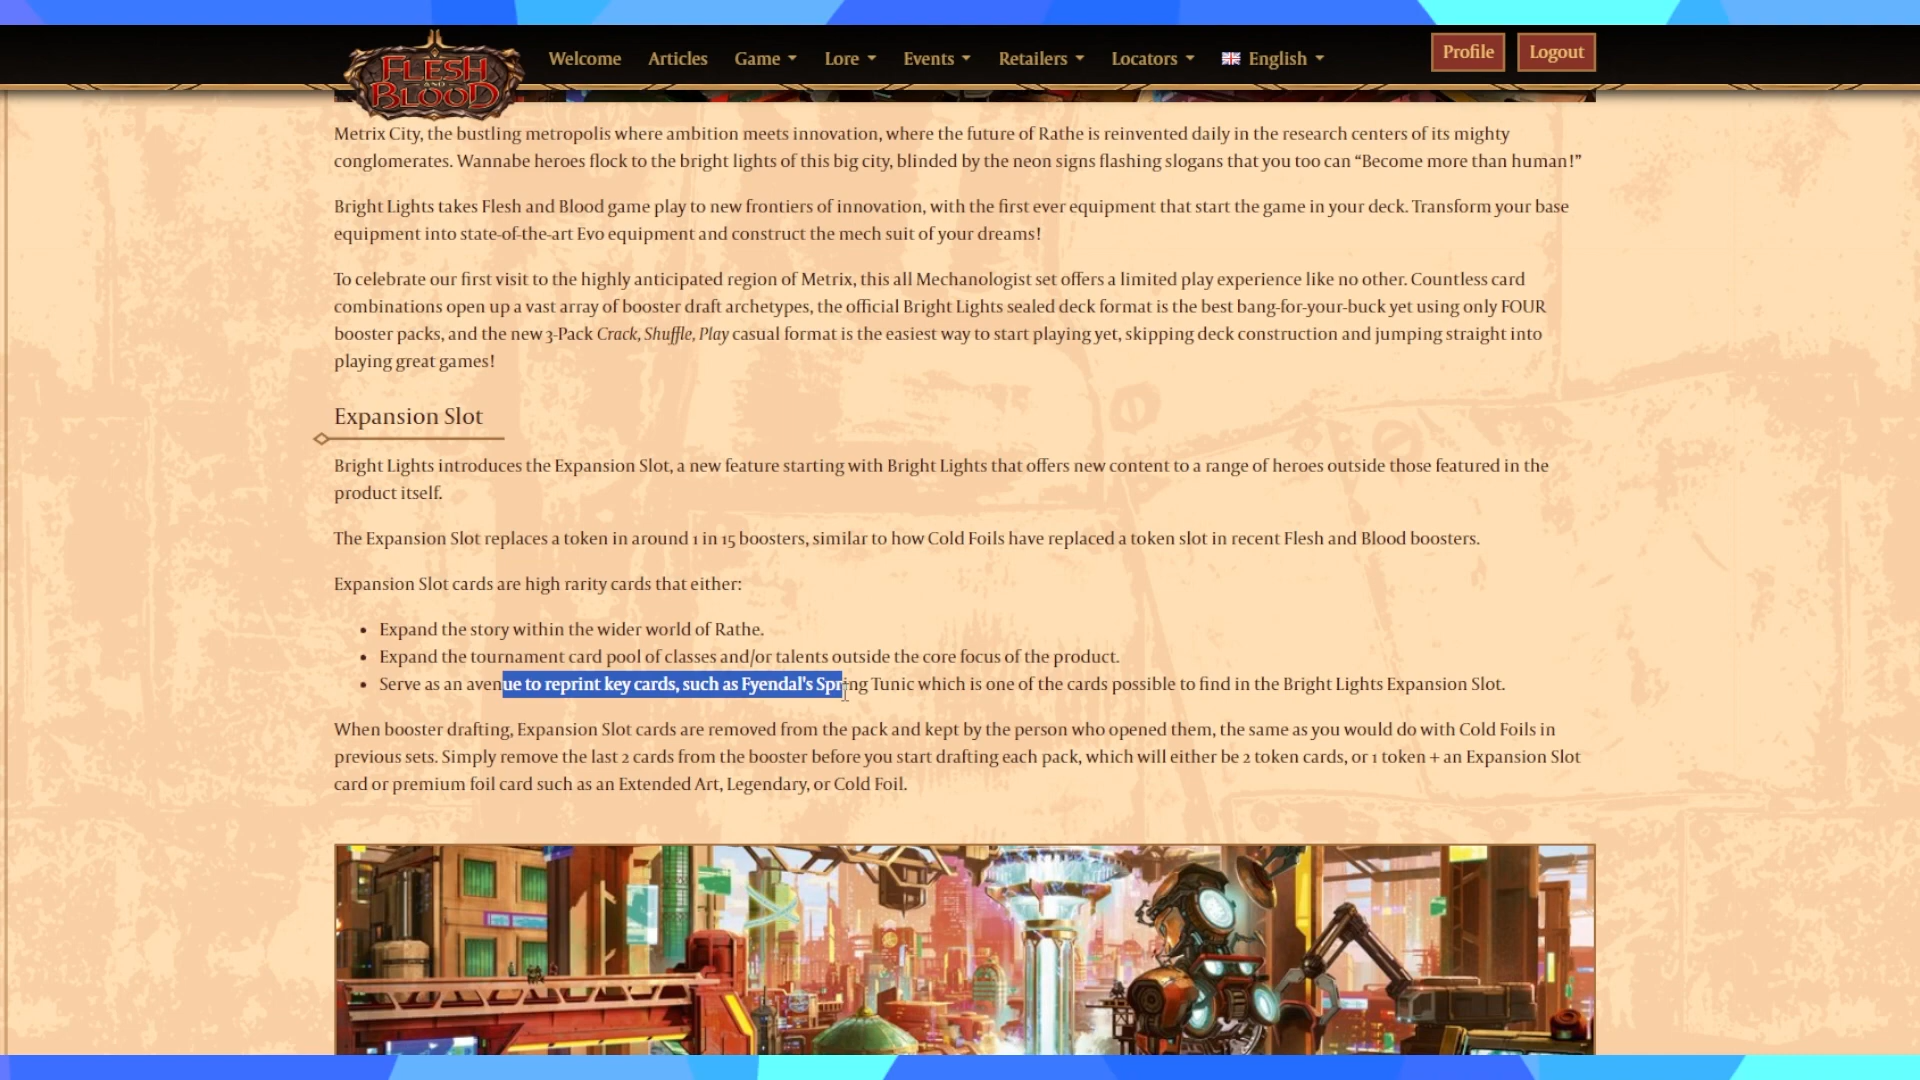 FLESH AND BLOOD
Welcome Articles Game Lore Events Retailers Locators English Profile Logout
Metrix City, the bustling metropolis where ambition meets innovation, where the future of Rathe is reinvented daily in the research centers of its mighty
conglomerates. Wannabe heroes flock to the bright lights of this big city, blinded by the neon signs flashing slogans that you too can “Become more than human!”
Bright Lights takes Flesh and Blood game play to new frontiers of innovation, with the first ever equipment that start the game in your deck. Transform your base
equipment into state-of-the-art Evo equipment and construct the mech suit of your dreams!
To celebrate our first visit to the highly anticipated region of Metrix, this all Mechanologist set offers a limited play experience like no other. Countless card
combinations open up a vast array of booster draft archetypes, the official Bright Lights sealed deck format is the best bang-for-your-buck yet using only FOUR
booster packs, and the new 3-Pack Crack, Shuffle, Play casual format is the easiest way to start playing yet, skipping deck construction and jumping straight into
playing great games!
Expansion Slot
Bright Lights introduces the Expansion Slot, a new feature starting with Bright Lights that offers new content to a range of heroes outside those featured in the
product itself.
The Expansion Slot replaces a token in around 1 in 15 boosters, similar to how Cold Foils have replaced a token slot in recent Flesh and Blood boosters.
Expansion Slot cards are high rarity cards that either:
• Expand the story within the wider world of Rathe.
• Expand the tournament card pool of classes and/or talents outside the core focus of the product.
• Serve as an avenue to reprint key cards, such as Fyendal's Spring Tunic which is one of the cards possible to find in the Bright Lights Expansion Slot.
When booster drafting, Expansion Slot cards are removed from the pack and kept by the person who opened them, the same as you would do with Cold Foils in
previous sets. Simply remove the last 2 cards from the booster before you start drafting each pack, which will either be 2 token cards, or 1 token + an Expansion Slot
card or premium foil card such as an Extended Art, Legendary, or Cold Foil.